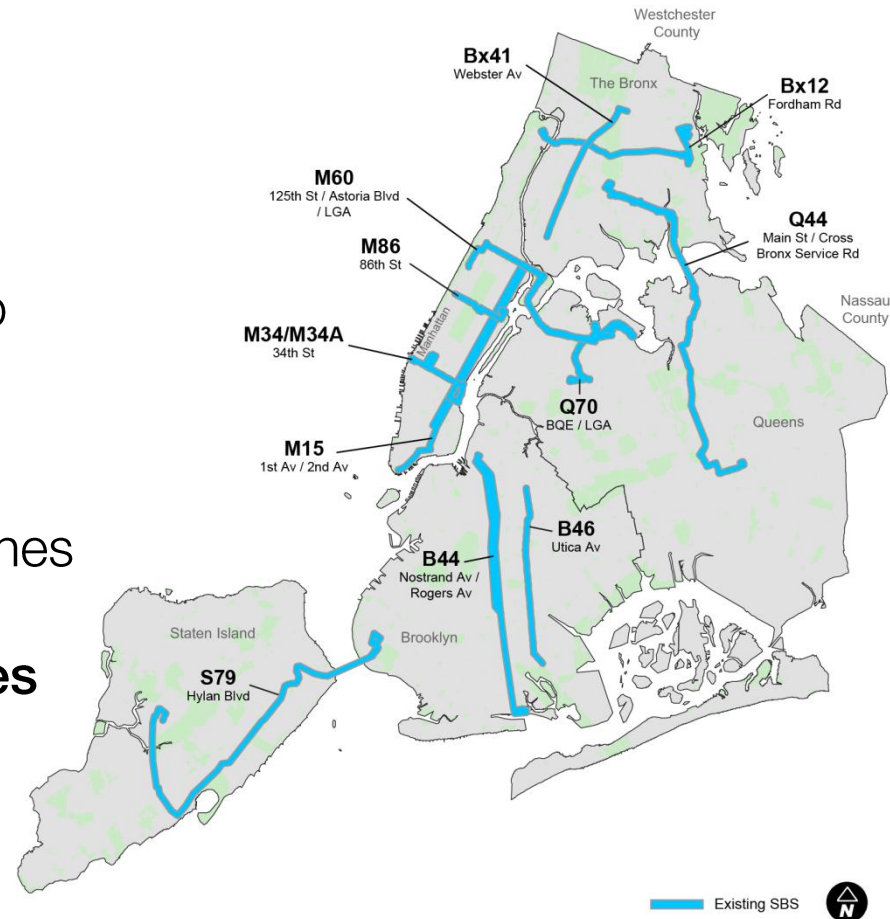 Westchester
County
Bx41
Webster Av
The Bronx
Bx12
Fordham Rd
M60
125th St / Astoria Blvd
/ LGA
M86
86th St
Q44
Main St / Cross
Bronx Service Rd
Nassau
County
M34/M34A
34th St
Manhattan
Q70
BQE / LGA
Queens
M15
1st Av / 2nd Av
B46
Utica Av
B44
Nostrand Av /
Rogers Av
Brooklyn
Staten Island
S79
Hylan Blvd
Existing SBS
N